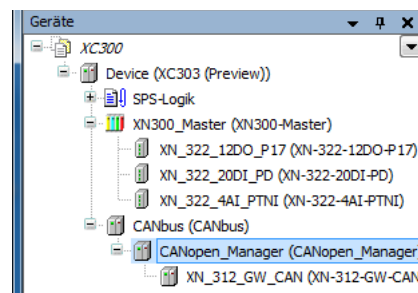 Geräte
XC300
Device (XC303 (Preview))
SPS-Logik
XN300_Master (XN300-Master)
XN_322_12DO_P17 (XN-322-12DO-P17)
XN_322_20DI_PD (XN-322-20DI-PD)
XN_322_4AI_PTNI (XN-322-4AI-PTNI)
CANbus (CANbus)
CANopen_Manager (CANopen_Manager
XN_312_GW_CAN (XN-312-GW-CAN